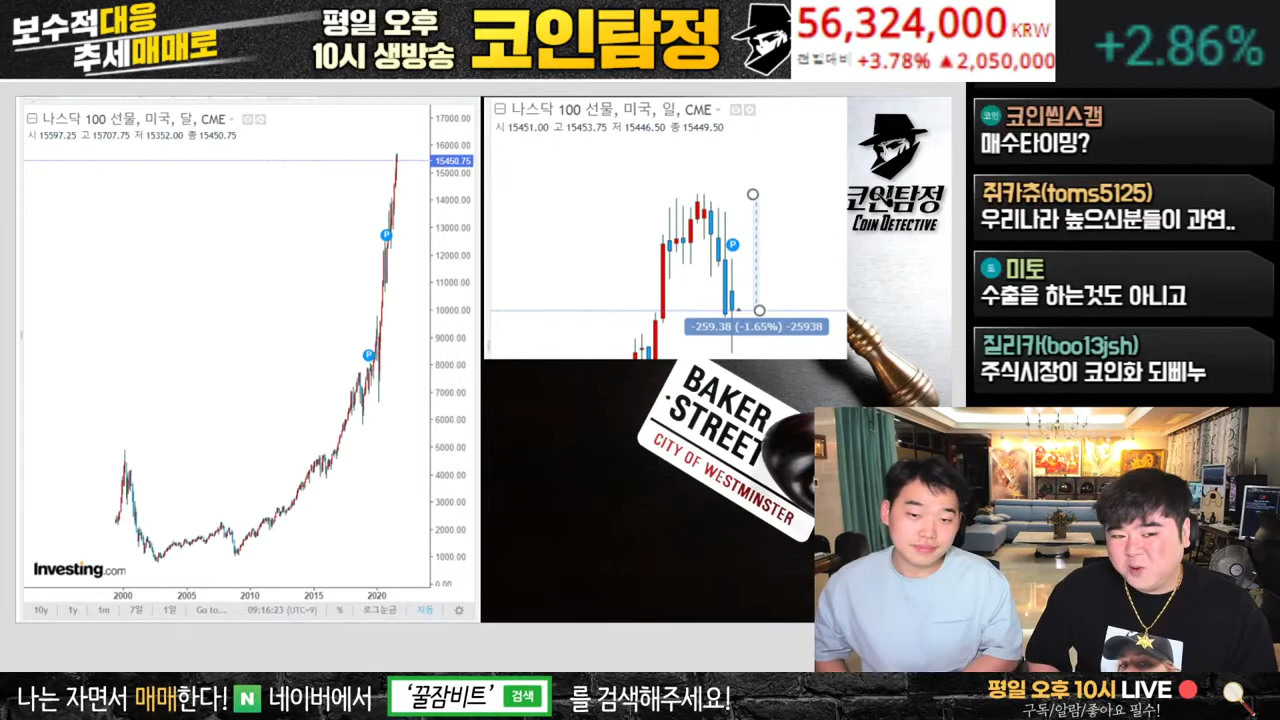 보수적대응
추세매매로
평일 오후
10시 생방송
코인탐정
56,324,000 KRW
전일대비 +3.78% ▲2,050,000
+2.86%
나스닥 100 선물, 미국, 달, CME
시 15597.25 고 15707.75 저 15352.00 종 15450.75
17000.00
16000.00
15450.75
15000.00
14000.00
13000.00
12000.00
11000.00
10000.00
9000.00
8000.00
7000.00
6000.00
5000.00
4000.00
3000.00
2000.00
1000.00
0.00
P
P
Investing.com
2000 2005 2010 2015 2020
10y 1y 1m 7일 1일 Go to... 09:16:23 (UTC+9) % 로그눈금 자동
나스닥 100 선물, 미국, 일, CME
시 15451.00 고 15453.75 저 15446.50 종 15449.50
P
-259.38 (-1.65%) -25938
코인탐정
COIN DETECTIVE
BAKER
STREET
CITY OF WESTMINSTER
코인 코인씹스캠
매수타이밍?
쥐카츄(toms5125)
우리나라 높으신분들이 과연..
토 미토
수출을 하는것도 아니고
질리카(boo13jsh)
주식시장이 코인화 되삐누
나는 자면서 매매한다! N 네이버에서 '꿀잠비트' 검색 를 검색해주세요!
평일 오후 10시 LIVE
구독/알람/좋아요 필수!